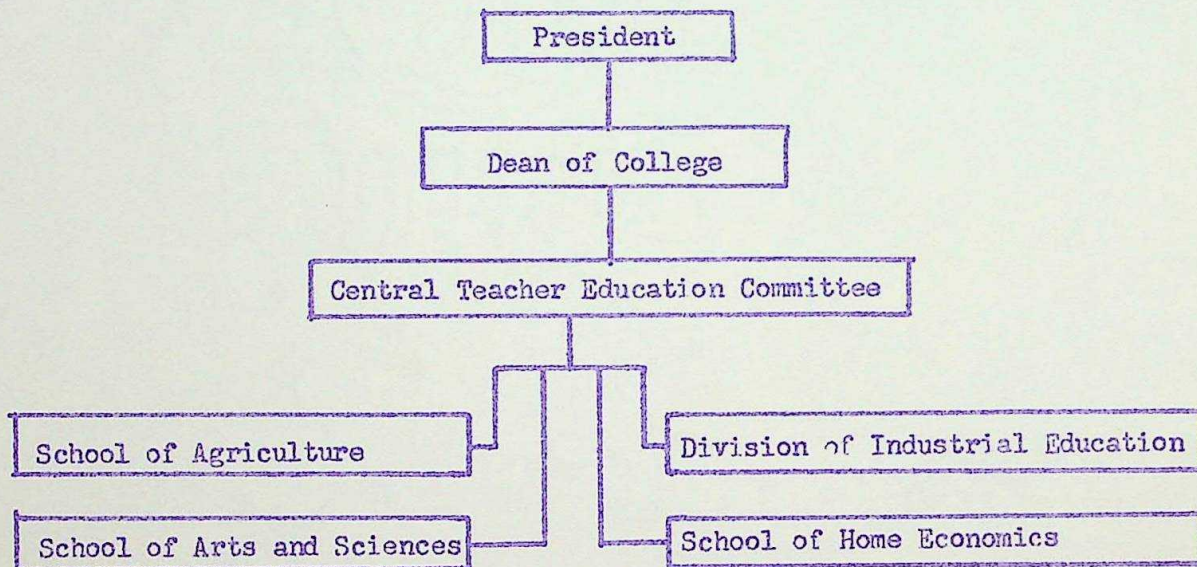 President
Dean of College
Central Teacher Education Committee
School of Agriculture
Division of Industrial Education
School of Arts and Sciences
School of Home Economics